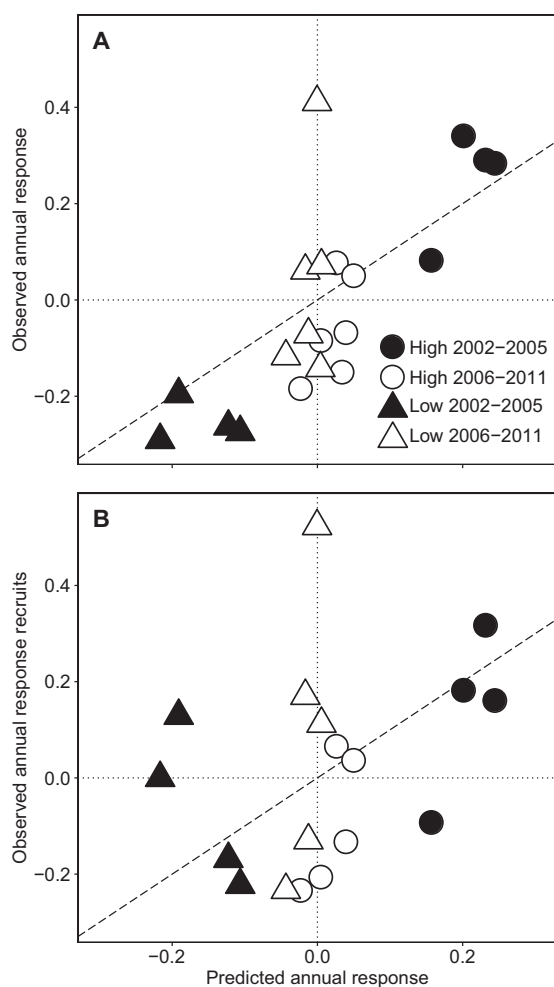 A
Observed annual response
0.4
0.2
0.0
−0.2
High 2002−2005
High 2006−2011
Low 2002−2005
Low 2006−2011
B
Observed annual response recruits
0.4
0.2
0.0
−0.2
−0.2 0.0 0.2
Predicted annual response